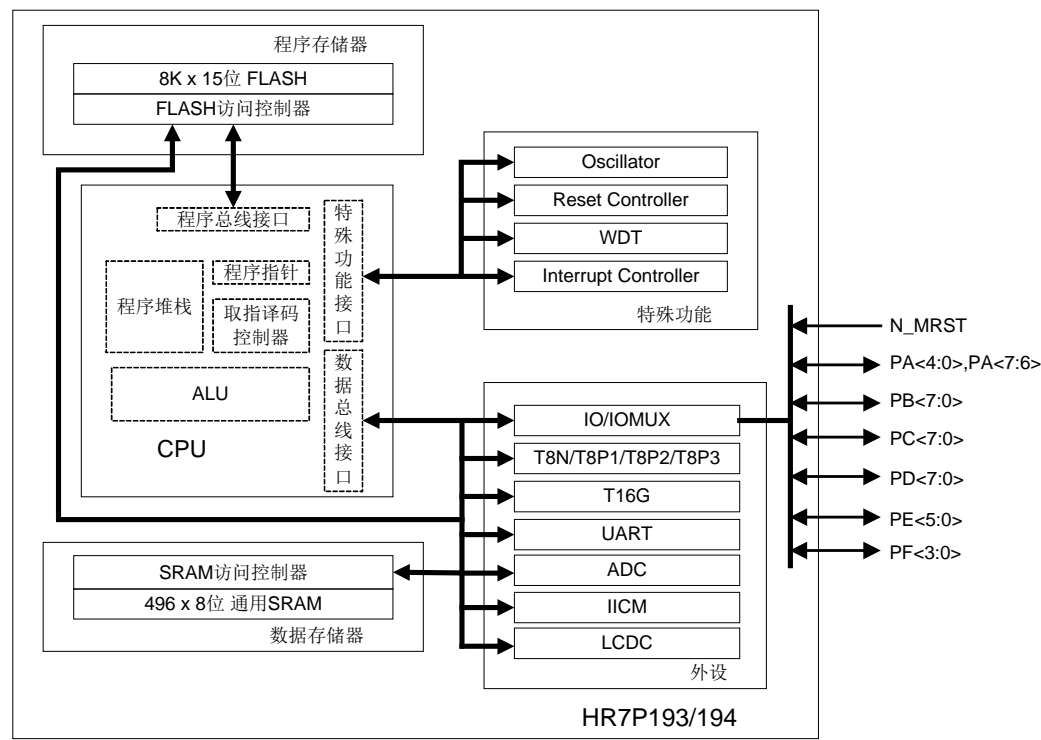 程序存储器
8K x 15位 FLASH
FLASH访问控制器
程序总线接口
特殊功能接口
程序堆栈
程序指针
取指译码
控制器
ALU
数据总线接口
CPU
SRAM访问控制器
496 x 8位 通用SRAM
数据存储器
Oscillator
Reset Controller
WDT
Interrupt Controller
特殊功能
IO/IOMUX
T8N/T8P1/T8P2/T8P3
T16G
UART
ADC
IICM
LCDC
外设
N_MRST
PA<4:0>,PA<7:6>
PB<7:0>
PC<7:0>
PD<7:0>
PE<5:0>
PF<3:0>
HR7P193/194